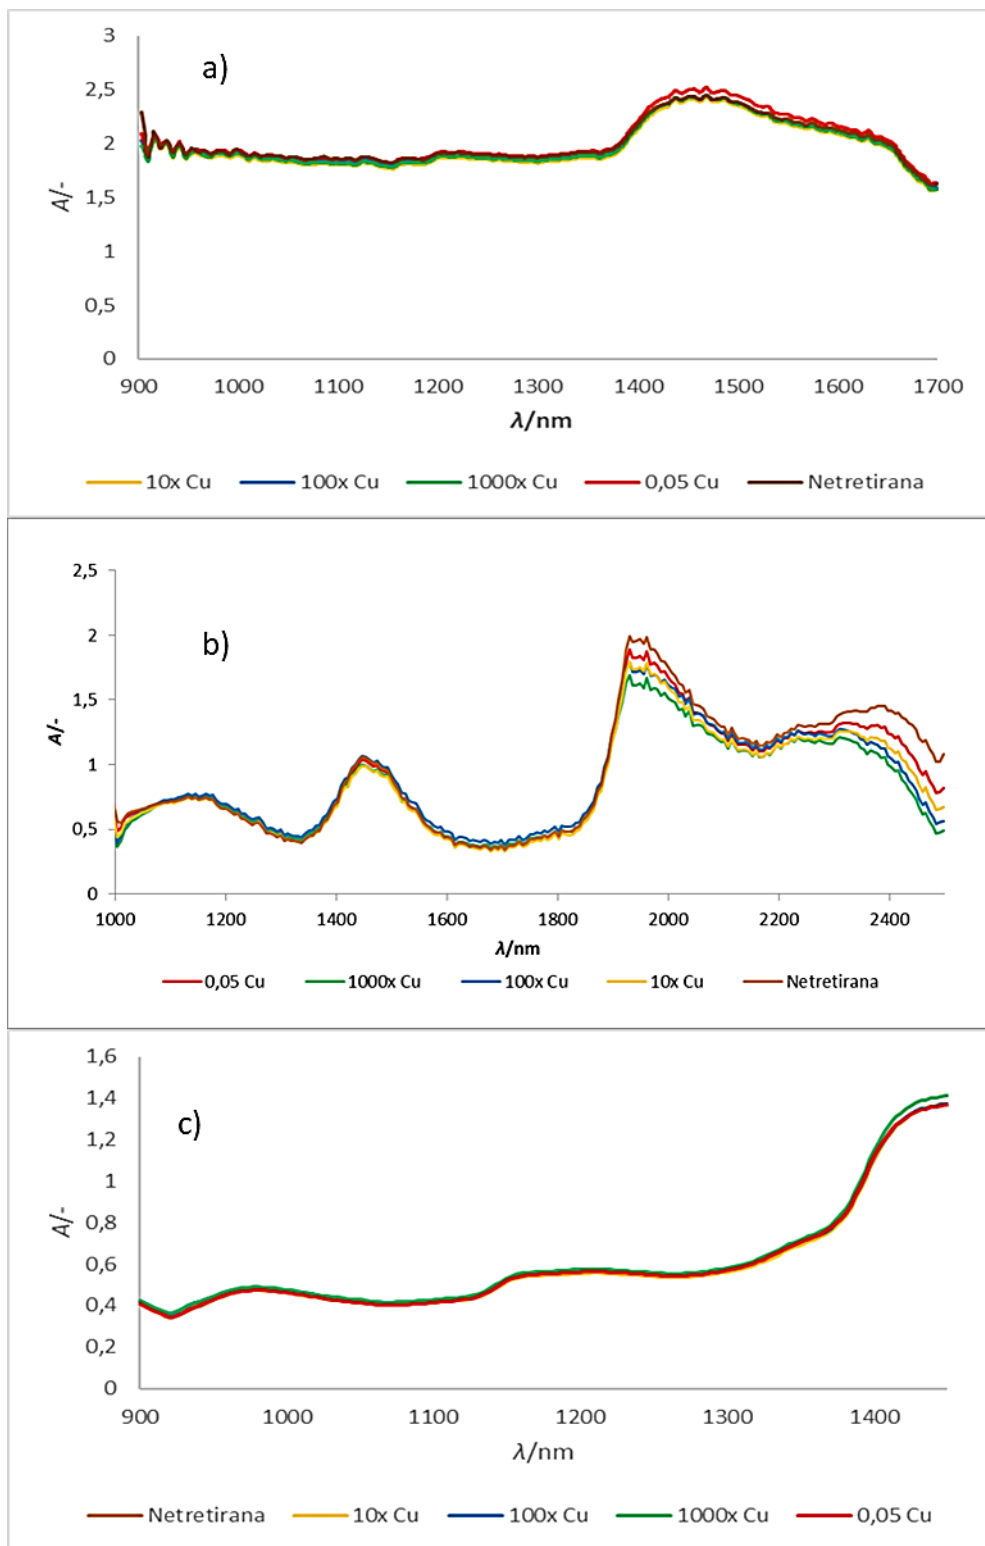 a)
A/-
3
2,5
2
1,5
1
0,5
0
900 1000 1100 1200 1300 1400 1500 1600 1700
λ/nm
10x Cu 100x Cu 1000x Cu 0,05 Cu Netretirana
b)
A/-
2,5
2
1,5
1
0,5
0
1000 1200 1400 1600 1800 2000 2200 2400
λ/nm
0,05 Cu 1000x Cu 100x Cu 10x Cu Netretirana
c)
A/-
1,6
1,4
1,2
1
0,8
0,6
0,4
0,2
0
900 1000 1100 1200 1300 1400
λ/nm
Netretirana 10x Cu 100x Cu 1000x Cu 0,05 Cu